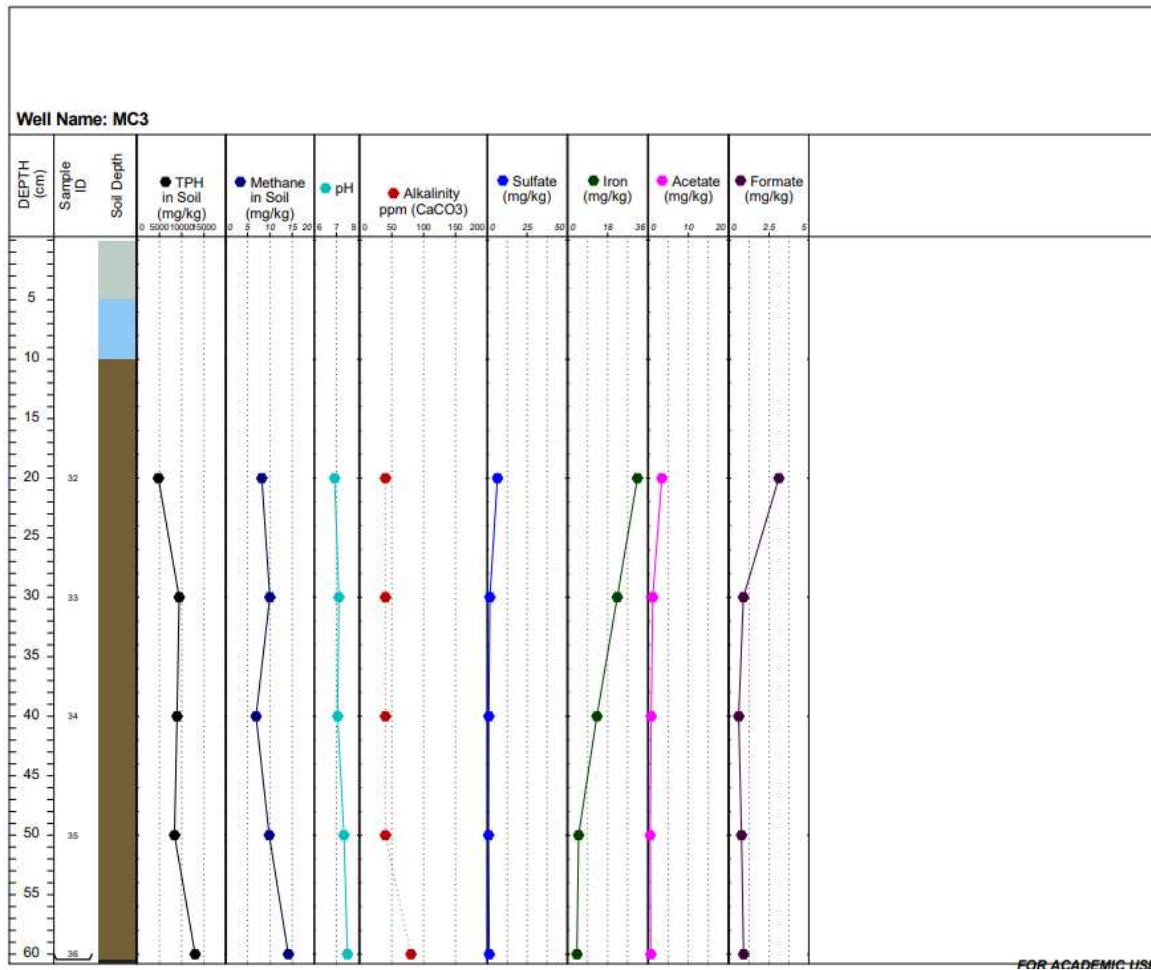 Well Name: MC3
DEPTH
(cm)
Sample
ID
Soil Depth
TPH
in Soil
(mg/kg)
0 5000 10000 15000
Methane
in Soil
(mg/kg)
0 5 10 15 20
pH
6 7 8
Alkalinity
ppm (CaCO3)
0 50 100 150 200
Sulfate
(mg/kg)
0 25 50
Iron
(mg/kg)
0 18 36
Acetate
(mg/kg)
0 10 20
Formate
(mg/kg)
0 2.5 5
5
10
15
20 32
25
30 33
35
40 34
45
50 35
55
60 36
FOR ACADEMIC USE